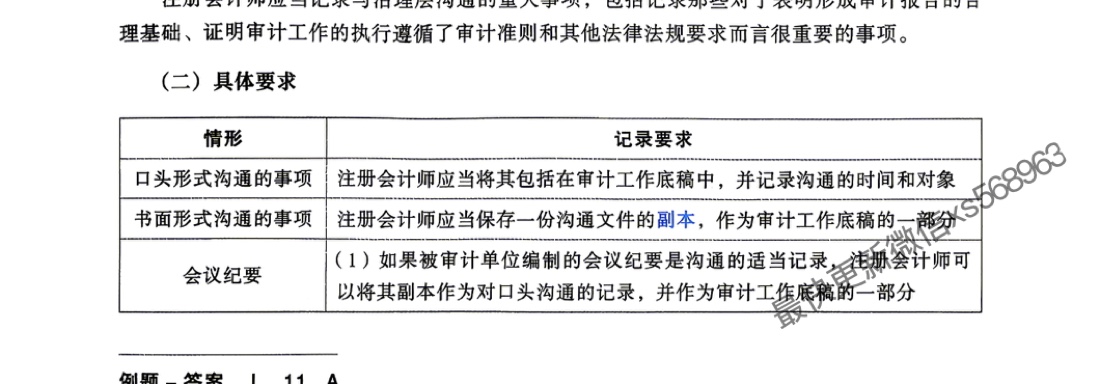 注册会计师应当记录与治理层沟通的重大事项，包括记录那些对于表明形成审计报告的合
理基础、证明审计工作的执行遵循了审计准则和其他法律法规要求而言很重要的事项。
（二）具体要求
情形 记录要求
口头形式沟通的事项 注册会计师应当将其包括在审计工作底稿中，并记录沟通的时间和对象
书面形式沟通的事项 注册会计师应当保存一份沟通文件的副本，作为审计工作底稿的一部分
会议纪要
（1）如果被审计单位编制的会议纪要是沟通的适当记录，注册会计师可
以将其副本作为对口头沟通的记录，并作为审计工作底稿的一部分
最快更新微信xs568963
例题－答案 11 A